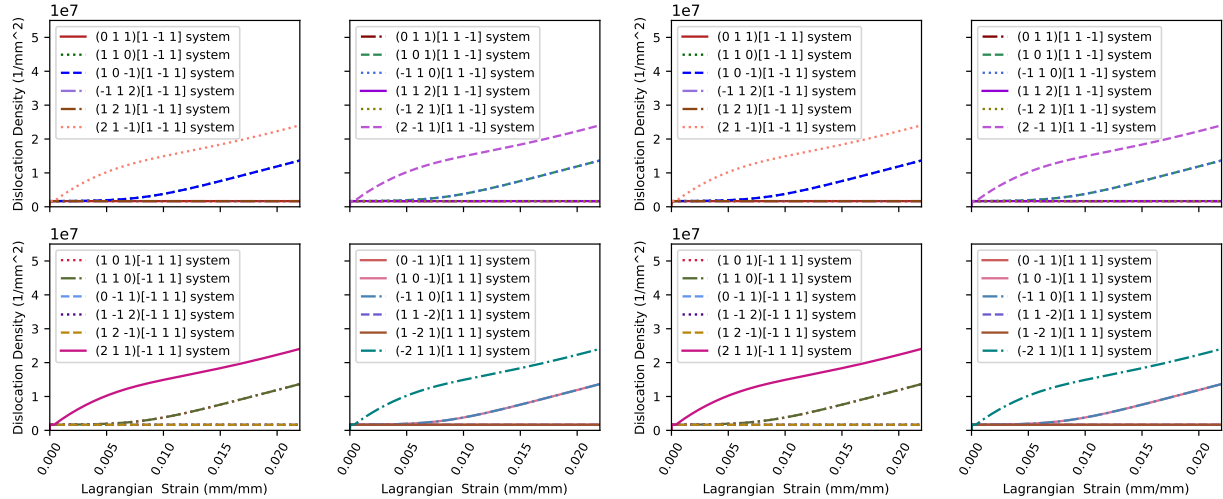 1e7
Dislocation Density (1/mm^2)
5
4
3
2
1
0
(0 1 1)[1 -1 1] system
(1 1 0)[1 -1 1] system
(1 0 -1)[1 -1 1] system
(-1 1 2)[1 -1 1] system
(1 2 1)[1 -1 1] system
(2 1 -1)[1 -1 1] system
(0 1 1)[1 1 -1] system
(1 0 1)[1 1 -1] system
(-1 1 0)[1 1 -1] system
(1 1 2)[1 1 -1] system
(-1 2 1)[1 1 -1] system
(2 -1 1)[1 1 -1] system
1e7
Dislocation Density (1/mm^2)
5
4
3
2
1
0
(0 1 1)[1 -1 1] system
(1 1 0)[1 -1 1] system
(1 0 -1)[1 -1 1] system
(-1 1 2)[1 -1 1] system
(1 2 1)[1 -1 1] system
(2 1 -1)[1 -1 1] system
(0 1 1)[1 1 -1] system
(1 0 1)[1 1 -1] system
(-1 1 0)[1 1 -1] system
(1 1 2)[1 1 -1] system
(-1 2 1)[1 1 -1] system
(2 -1 1)[1 1 -1] system
1e7
Dislocation Density (1/mm^2)
5
4
3
2
1
0
(1 0 1)[-1 1 1] system
(1 1 0)[-1 1 1] system
(0 -1 1)[-1 1 1] system
(1 -1 2)[-1 1 1] system
(1 2 -1)[-1 1 1] system
(2 1 1)[-1 1 1] system
0.000
0.005
0.010
0.015
0.020
Lagrangian  Strain (mm/mm)
(0 -1 1)[1 1 1] system
(1 0 -1)[1 1 1] system
(-1 1 0)[1 1 1] system
(1 1 -2)[1 1 1] system
(1 -2 1)[1 1 1] system
(-2 1 1)[1 1 1] system
0.000
0.005
0.010
0.015
0.020
Lagrangian  Strain (mm/mm)
1e7
Dislocation Density (1/mm^2)
5
4
3
2
1
0
(1 0 1)[-1 1 1] system
(1 1 0)[-1 1 1] system
(0 -1 1)[-1 1 1] system
(1 -1 2)[-1 1 1] system
(1 2 -1)[-1 1 1] system
(2 1 1)[-1 1 1] system
0.000
0.005
0.010
0.015
0.020
Lagrangian  Strain (mm/mm)
(0 -1 1)[1 1 1] system
(1 0 -1)[1 1 1] system
(-1 1 0)[1 1 1] system
(1 1 -2)[1 1 1] system
(1 -2 1)[1 1 1] system
(-2 1 1)[1 1 1] system
0.000
0.005
0.010
0.015
0.020
Lagrangian  Strain (mm/mm)